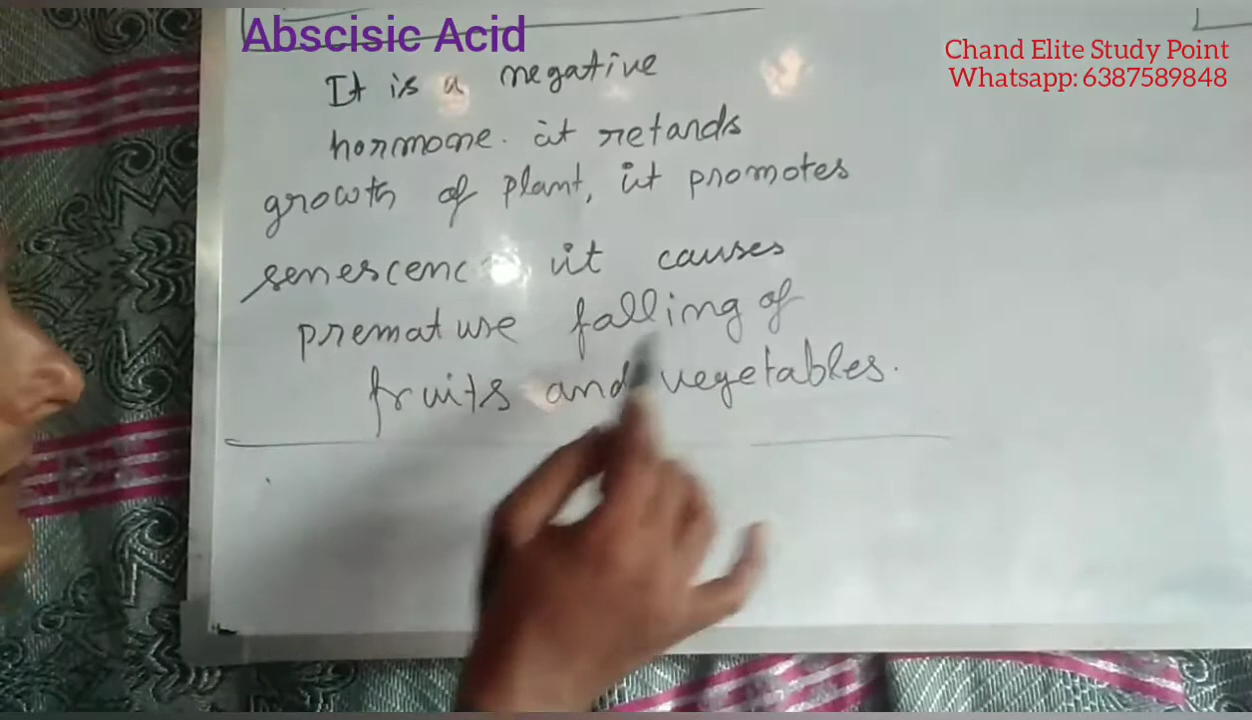 Abscisic Acid
Chand Elite Study Point
Whatsapp: 6387589848
It is a negative
hormone. it retards
growth of plant, it promotes
senescenc it causes
premature falling of
fruits and vegetables.